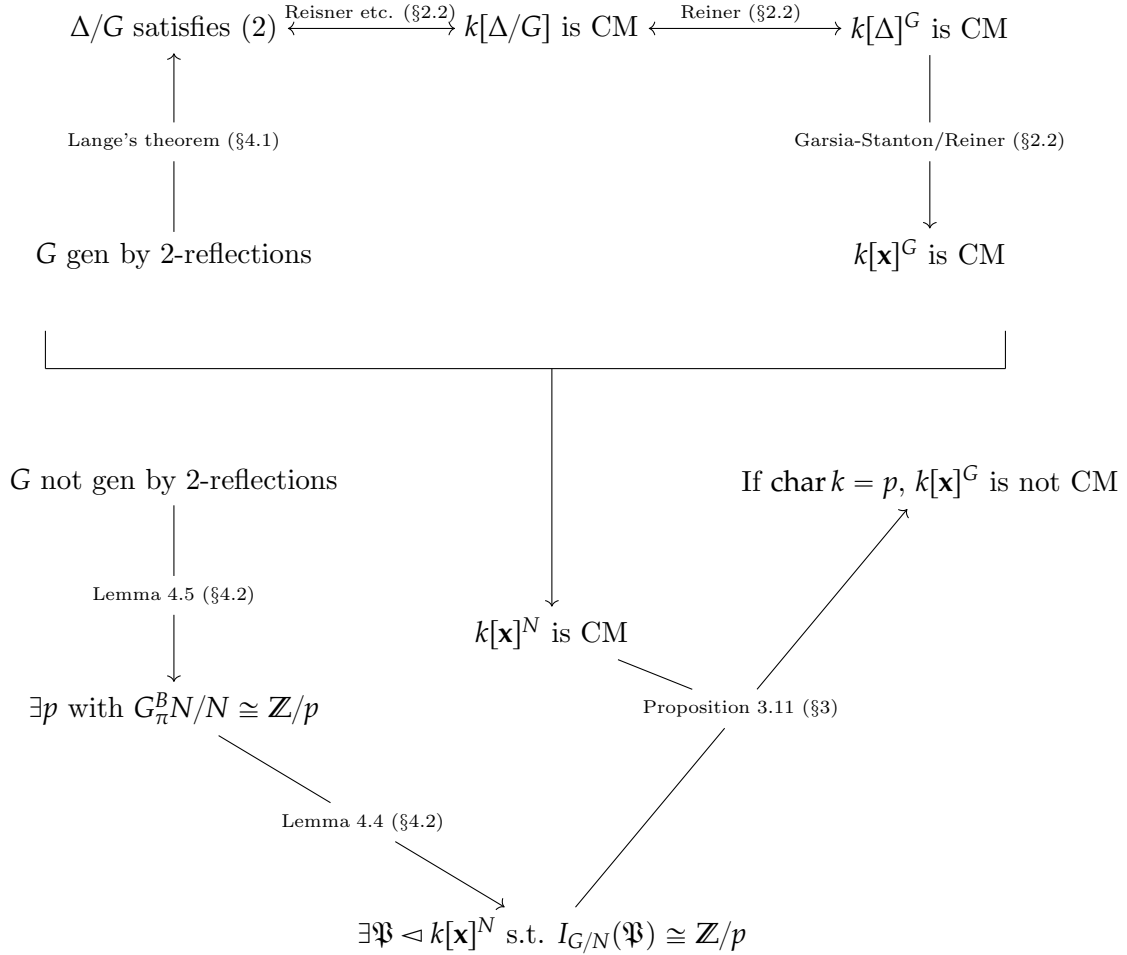 Δ/G satisfies (2)
Reisner etc. (§2.2)
k[Δ/G] is CM
Reiner (§2.2)
k[Δ]^G is CM
Lange's theorem (§4.1)
Garsia-Stanton/Reiner (§2.2)
G gen by 2-reflections
k[𝐱]^G is CM
G not gen by 2-reflections
If char k = p, k[𝐱]^G is not CM
Lemma 4.5 (§4.2)
k[𝐱]^N is CM
∃p with G_π^B N/N ≅ ℤ/p
Proposition 3.11 (§3)
Lemma 4.4 (§4.2)
∃𝔓 ◁ k[𝐱]^N s.t. I_{G/N}(𝔓) ≅ ℤ/p